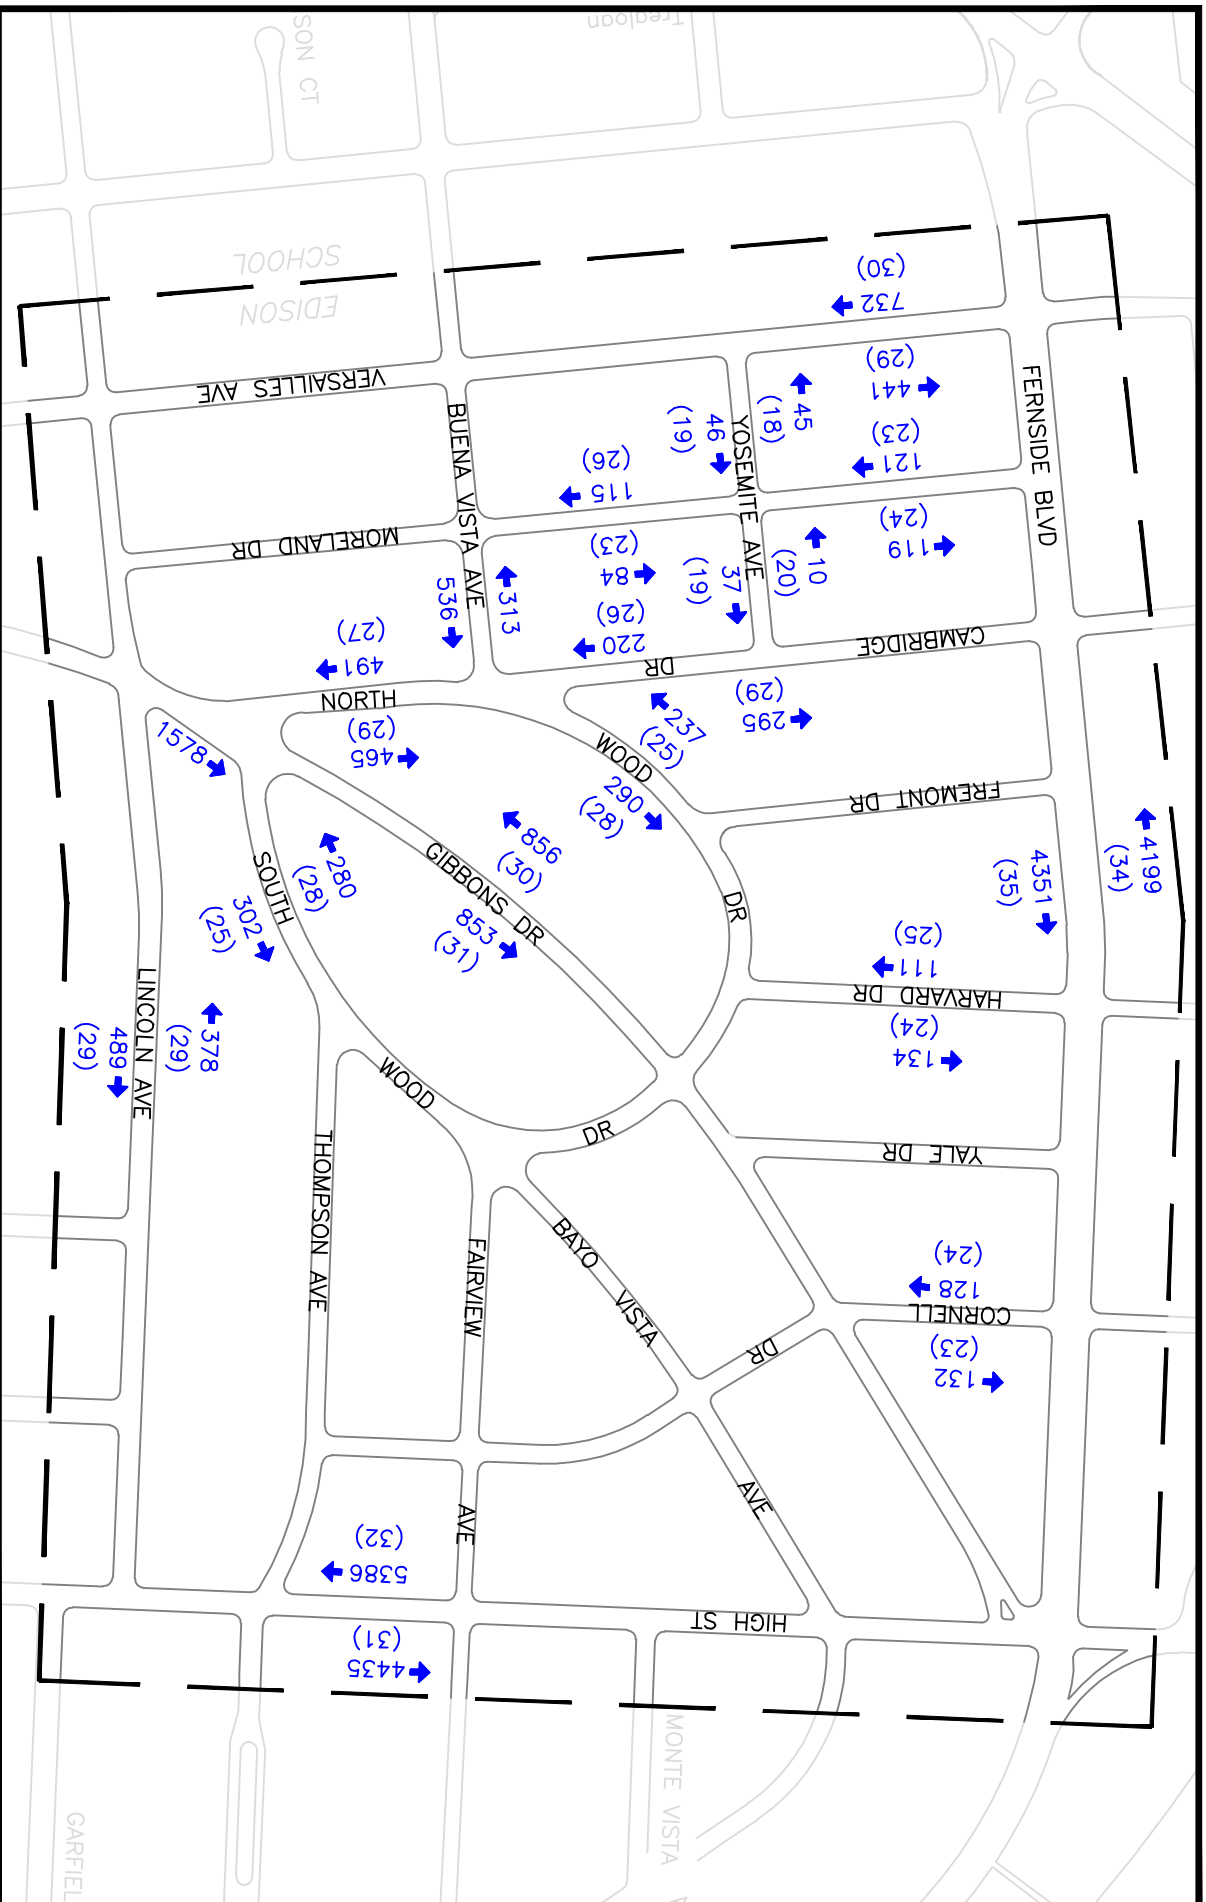 SON CT
Tregloan
SCHOOL
EDISON
(30)
732
VERSAILLES AVE
(29)
441
45
(18)
46
(19)
YOSEMITE AVE
(23)
121
FERNSIDE BLVD
BUENA VISTA AVE
(26)
115
MORELAND DR
(24)
119
10
(20)
37
(19)
(23)
84
(26)
220
313
536
(27)
491
CAMBRIDGE
DR
NORTH
WOOD
DR
(29)
465
237
(25)
(29)
295
290
(28)
1578
FREMONT DR
4199
(34)
4351
(35)
856
(30)
GIBBONS DR
853
(31)
280
(28)
SOUTH
302
(25)
(25)
111
HARVARD DR
(24)
134
LINCOLN AVE
489
(29)
378
(29)
WOOD
DR
YALE DR
THOMPSON AVE
FAIRVIEW
AVE
BAYO VISTA
AVE
DR
(24)
128
CORNELL
(23)
132
(32)
5386
HIGH ST
(31)
4435
MONTE VISTA
GARFIEL